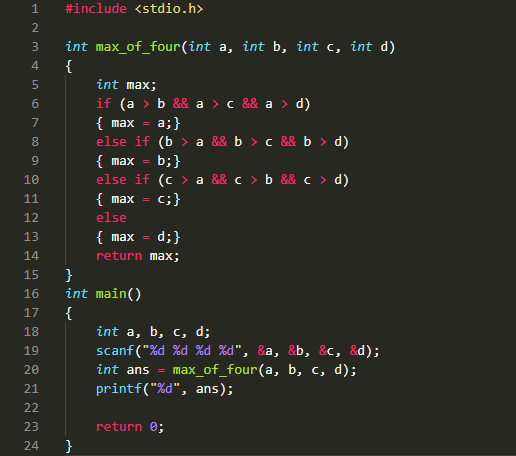 1 #include <stdio.h>
2
3 int max_of_four(int a, int b, int c, int d)
4 {
5     int max;
6     if (a > b && a > c && a > d)
7     { max = a;}
8     else if (b > a && b > c && b > d)
9     { max = b;}
10     else if (c > a && c > b && c > d)
11     { max = c;}
12     else
13     { max = d;}
14     return max;
15 }
16 int main()
17 {
18     int a, b, c, d;
19     scanf("%d %d %d %d", &a, &b, &c, &d);
20     int ans = max_of_four(a, b, c, d);
21     printf("%d", ans);
22
23     return 0;
24 }